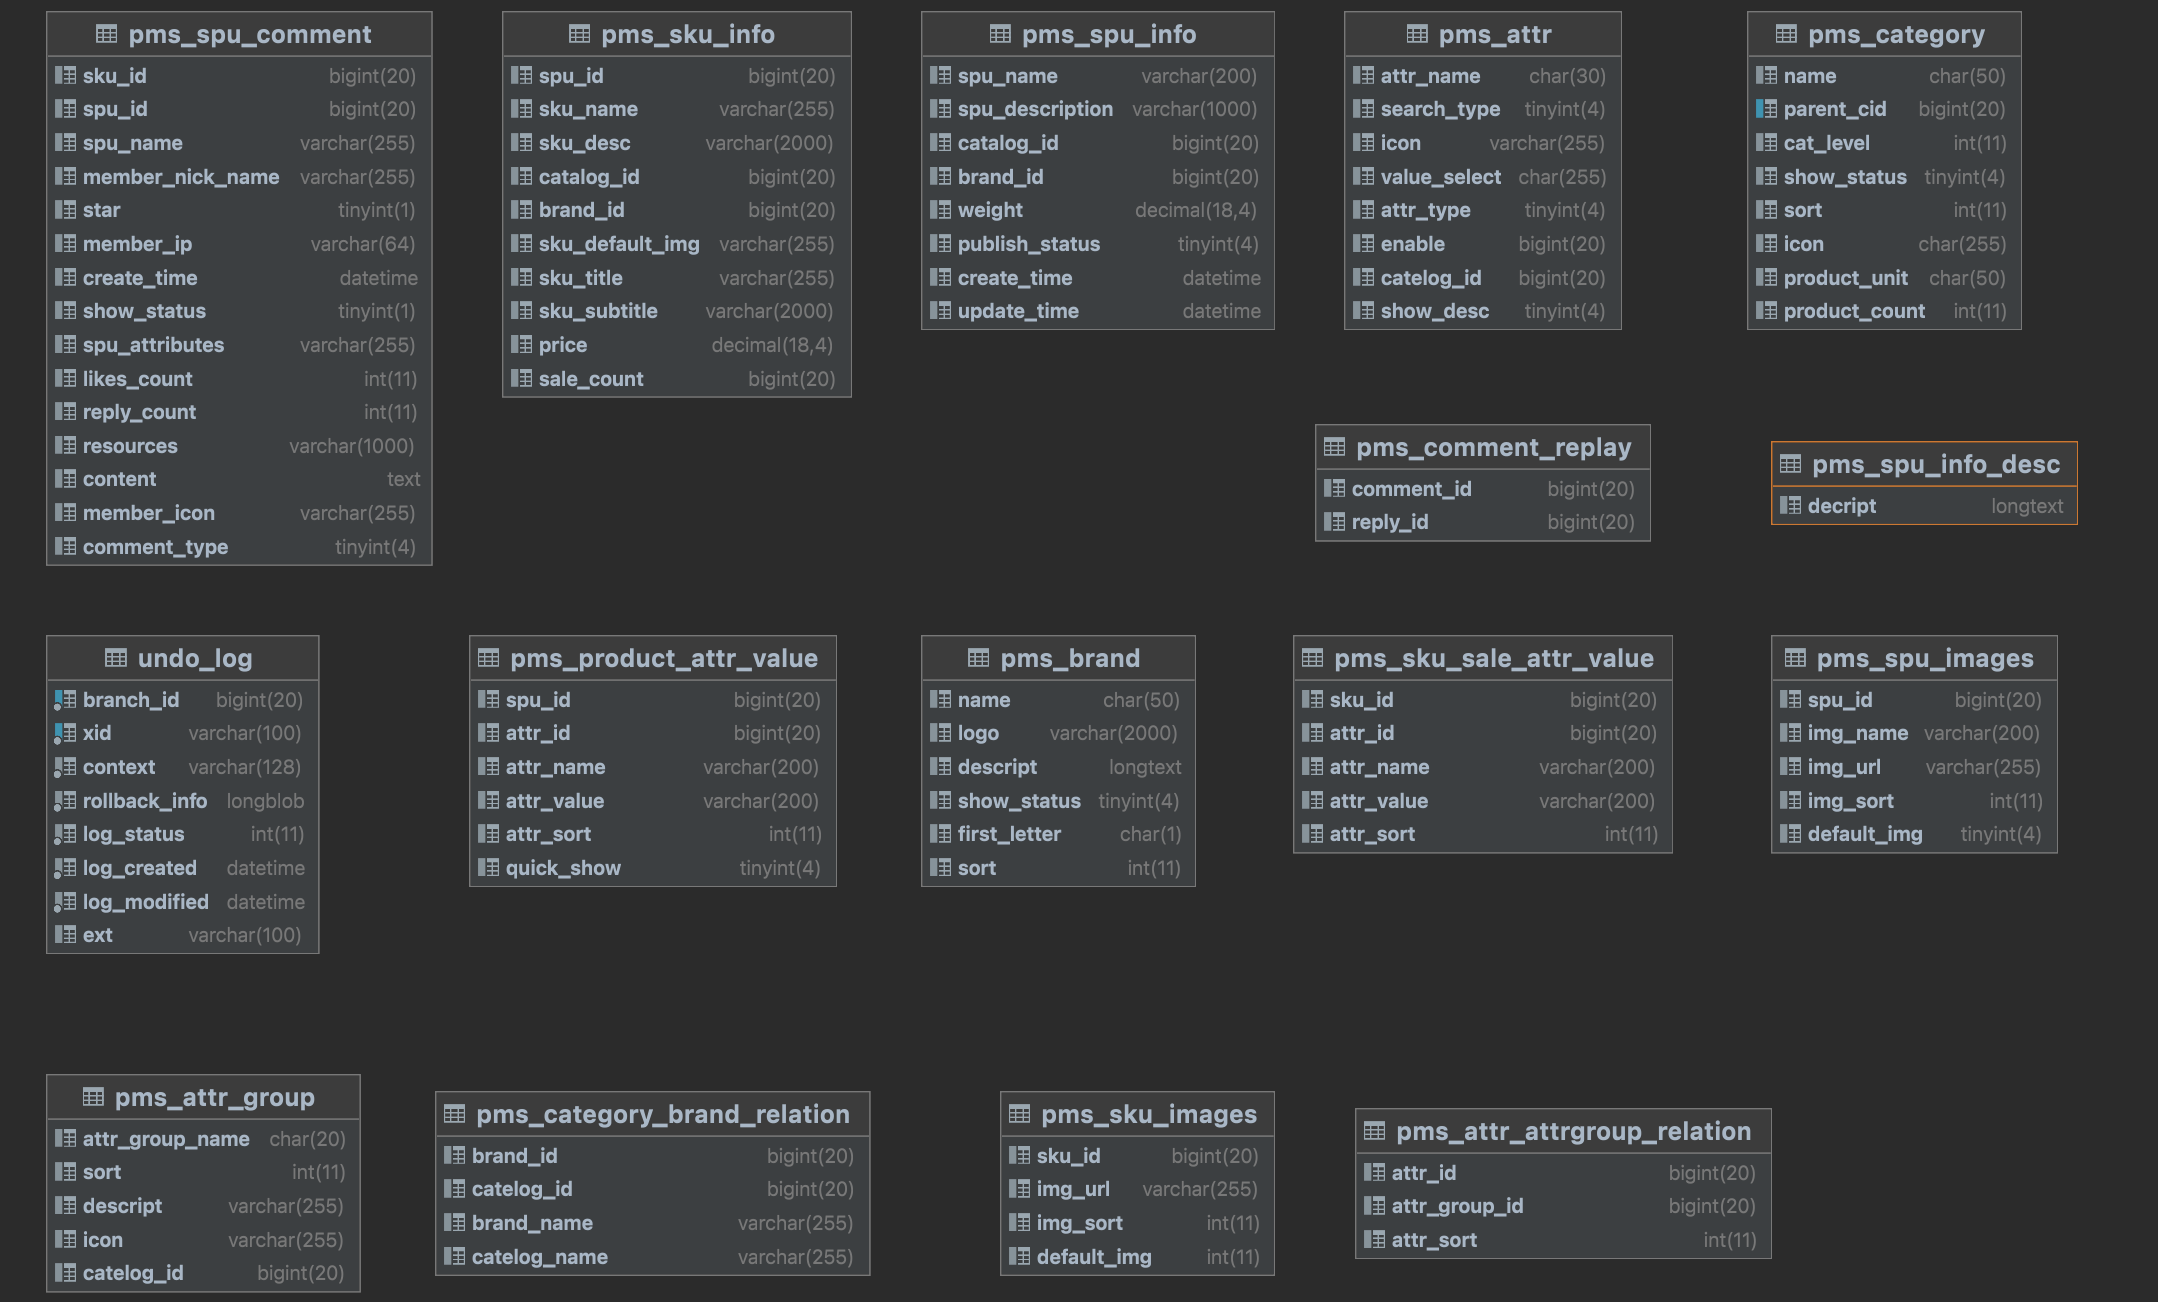 pms_spu_comment
sku_id bigint(20)
spu_id bigint(20)
spu_name varchar(255)
member_nick_name varchar(255)
star tinyint(1)
member_ip varchar(64)
create_time datetime
show_status tinyint(1)
spu_attributes varchar(255)
likes_count int(11)
reply_count int(11)
resources varchar(1000)
content text
member_icon varchar(255)
comment_type tinyint(4)
pms_sku_info
spu_id bigint(20)
sku_name varchar(255)
sku_desc varchar(2000)
catalog_id bigint(20)
brand_id bigint(20)
sku_default_img varchar(255)
sku_title varchar(255)
sku_subtitle varchar(2000)
price decimal(18,4)
sale_count bigint(20)
pms_spu_info
spu_name varchar(200)
spu_description varchar(1000)
catalog_id bigint(20)
brand_id bigint(20)
weight decimal(18,4)
publish_status tinyint(4)
create_time datetime
update_time datetime
pms_attr
attr_name char(30)
search_type tinyint(4)
icon varchar(255)
value_select char(255)
attr_type tinyint(4)
enable bigint(20)
catelog_id bigint(20)
show_desc tinyint(4)
pms_category
name char(50)
parent_cid bigint(20)
cat_level int(11)
show_status tinyint(4)
sort int(11)
icon char(255)
product_unit char(50)
product_count int(11)
pms_comment_replay
comment_id bigint(20)
reply_id bigint(20)
pms_spu_info_desc
decript longtext
undo_log
branch_id bigint(20)
xid varchar(100)
context varchar(128)
rollback_info longblob
log_status int(11)
log_created datetime
log_modified datetime
ext varchar(100)
pms_product_attr_value
spu_id bigint(20)
attr_id bigint(20)
attr_name varchar(200)
attr_value varchar(200)
attr_sort int(11)
quick_show tinyint(4)
pms_brand
name char(50)
logo varchar(2000)
descript longtext
show_status tinyint(4)
first_letter char(1)
sort int(11)
pms_sku_sale_attr_value
sku_id bigint(20)
attr_id bigint(20)
attr_name varchar(200)
attr_value varchar(200)
attr_sort int(11)
pms_spu_images
spu_id bigint(20)
img_name varchar(200)
img_url varchar(255)
img_sort int(11)
default_img tinyint(4)
pms_attr_group
attr_group_name char(20)
sort int(11)
descript varchar(255)
icon varchar(255)
catelog_id bigint(20)
pms_category_brand_relation
brand_id bigint(20)
catelog_id bigint(20)
brand_name varchar(255)
catelog_name varchar(255)
pms_sku_images
sku_id bigint(20)
img_url varchar(255)
img_sort int(11)
default_img int(11)
pms_attr_attrgroup_relation
attr_id bigint(20)
attr_group_id bigint(20)
attr_sort int(11)